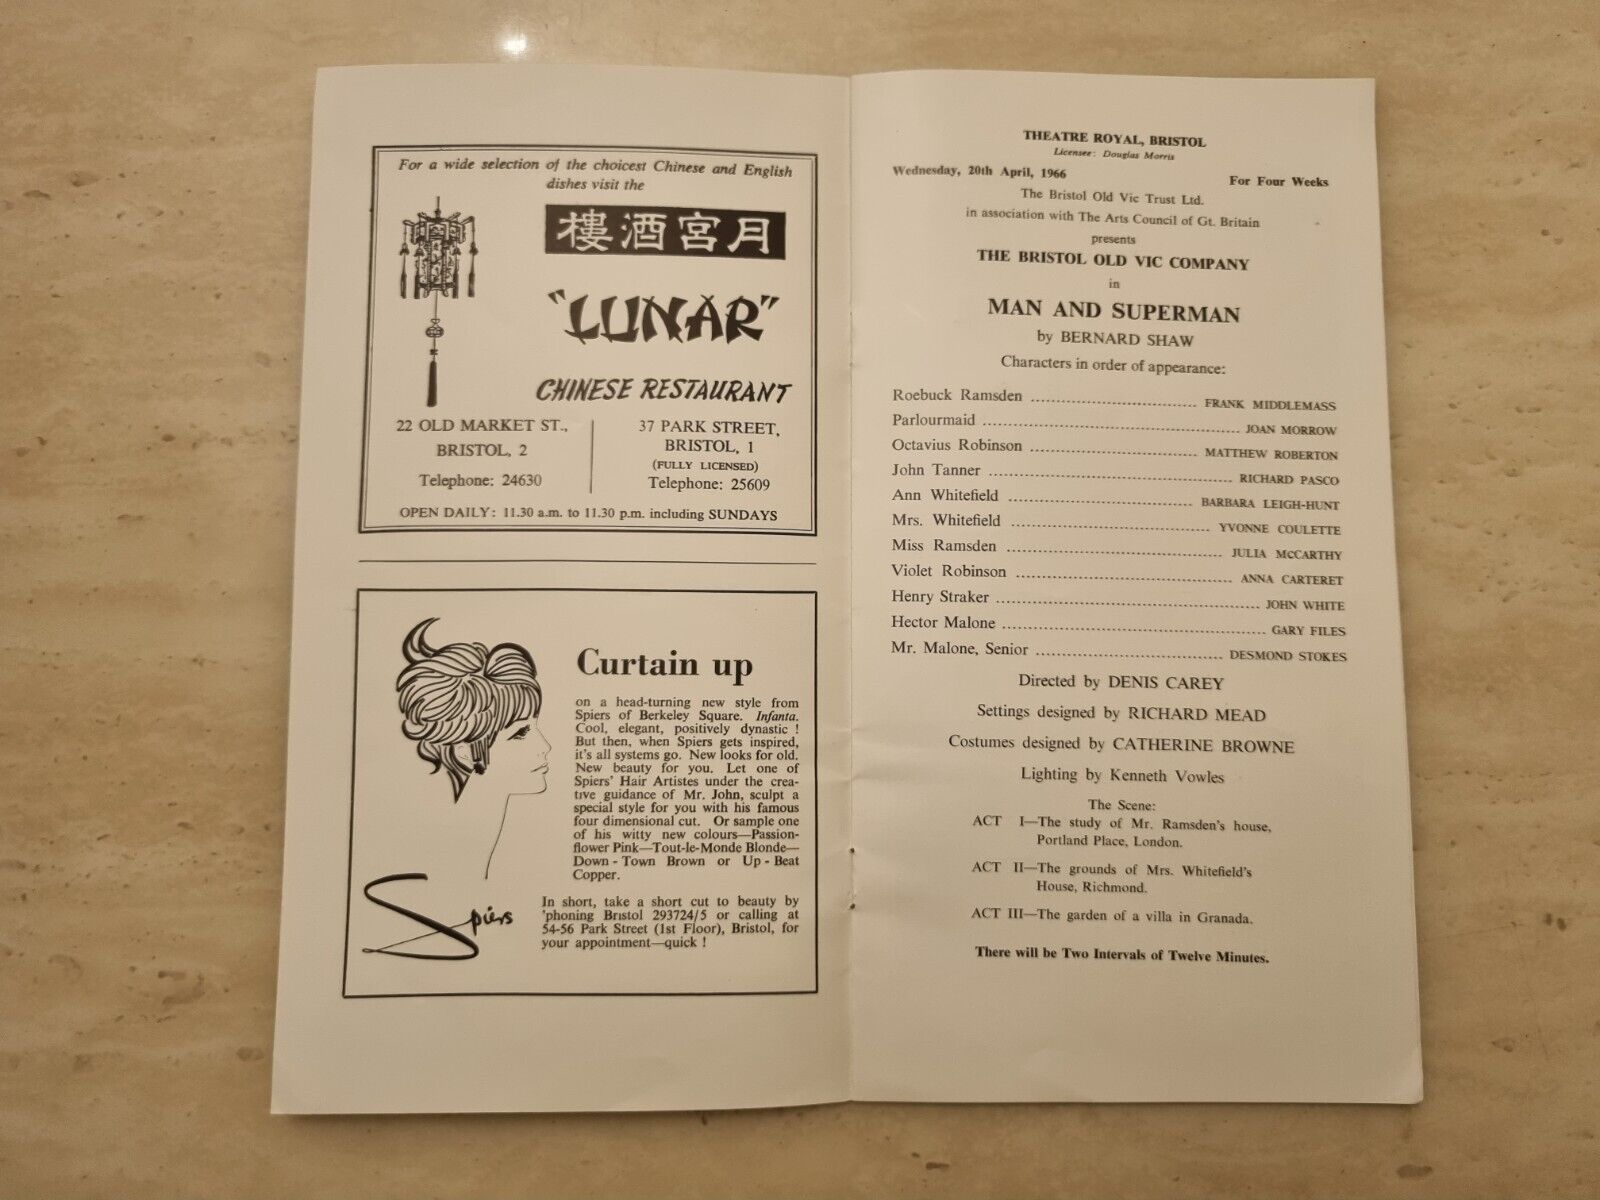 For a wide selection of the choicest Chinese and English
dishes visit the
樓酒宮月
"LUNAR"
CHINESE RESTAURANT
22 OLD MARKET ST.,
BRISTOL, 2
Telephone: 24630
37 PARK STREET,
BRISTOL, 1
(FULLY LICENSED)
Telephone: 25609
OPEN DAILY: 11.30 a.m. to 11.30 p.m. including SUNDAYS
Curtain up
on a head-turning new style from
Spiers of Berkeley Square. Infanta.
Cool, elegant, positively dynastic !
But then, when Spiers gets inspired,
it's all systems go. New looks for old.
New beauty for you. Let one of
Spiers' Hair Artistes under the crea-
tive guidance of Mr. John, sculpt a
special style for you with his famous
four dimensional cut. Or sample one
of his witty new colours—Passion-
flower Pink—Tout-le-Monde Blonde—
Down - Town Brown or Up - Beat
Copper.
In short, take a short cut to beauty by
'phoning Bristol 293724/5 or calling at
54-56 Park Street (1st Floor), Bristol, for
your appointment—quick !
Spiers
THEATRE ROYAL, BRISTOL
Licensee: Douglas Morris
Wednesday, 20th April, 1966 For Four Weeks
The Bristol Old Vic Trust Ltd.
in association with The Arts Council of Gt. Britain
presents
THE BRISTOL OLD VIC COMPANY
in
MAN AND SUPERMAN
by BERNARD SHAW
Characters in order of appearance:
Roebuck Ramsden ........................ FRANK MIDDLEMASS
Parlourmaid ........................ JOAN MORROW
Octavius Robinson ........................ MATTHEW ROBERTON
John Tanner ........................ RICHARD PASCO
Ann Whitefield ........................ BARBARA LEIGH-HUNT
Mrs. Whitefield ........................ YVONNE COULETTE
Miss Ramsden ........................ JULIA McCARTHY
Violet Robinson ........................ ANNA CARTERET
Henry Straker ........................ JOHN WHITE
Hector Malone ........................ GARY FILES
Mr. Malone, Senior ........................ DESMOND STOKES
Directed by DENIS CAREY
Settings designed by RICHARD MEAD
Costumes designed by CATHERINE BROWNE
Lighting by Kenneth Vowles
The Scene:
ACT I—The study of Mr. Ramsden's house,
Portland Place, London.
ACT II—The grounds of Mrs. Whitefield's
House, Richmond.
ACT III—The garden of a villa in Granada.
There will be Two Intervals of Twelve Minutes.